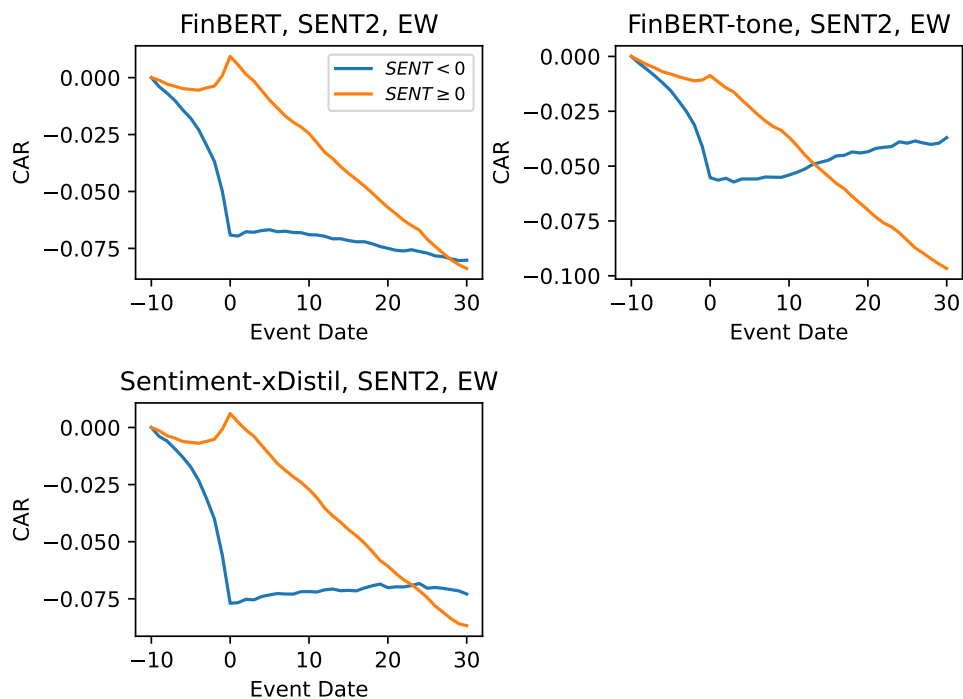 FinBERT, SENT2, EW
0.000
−0.025
−0.050
−0.075
CAR
−10
0
10
20
30
Event Date
SENT < 0
SENT ≥ 0
FinBERT-tone, SENT2, EW
0.000
−0.025
−0.050
−0.075
−0.100
CAR
−10
0
10
20
30
Event Date
Sentiment-xDistil, SENT2, EW
0.000
−0.025
−0.050
−0.075
CAR
−10
0
10
20
30
Event Date